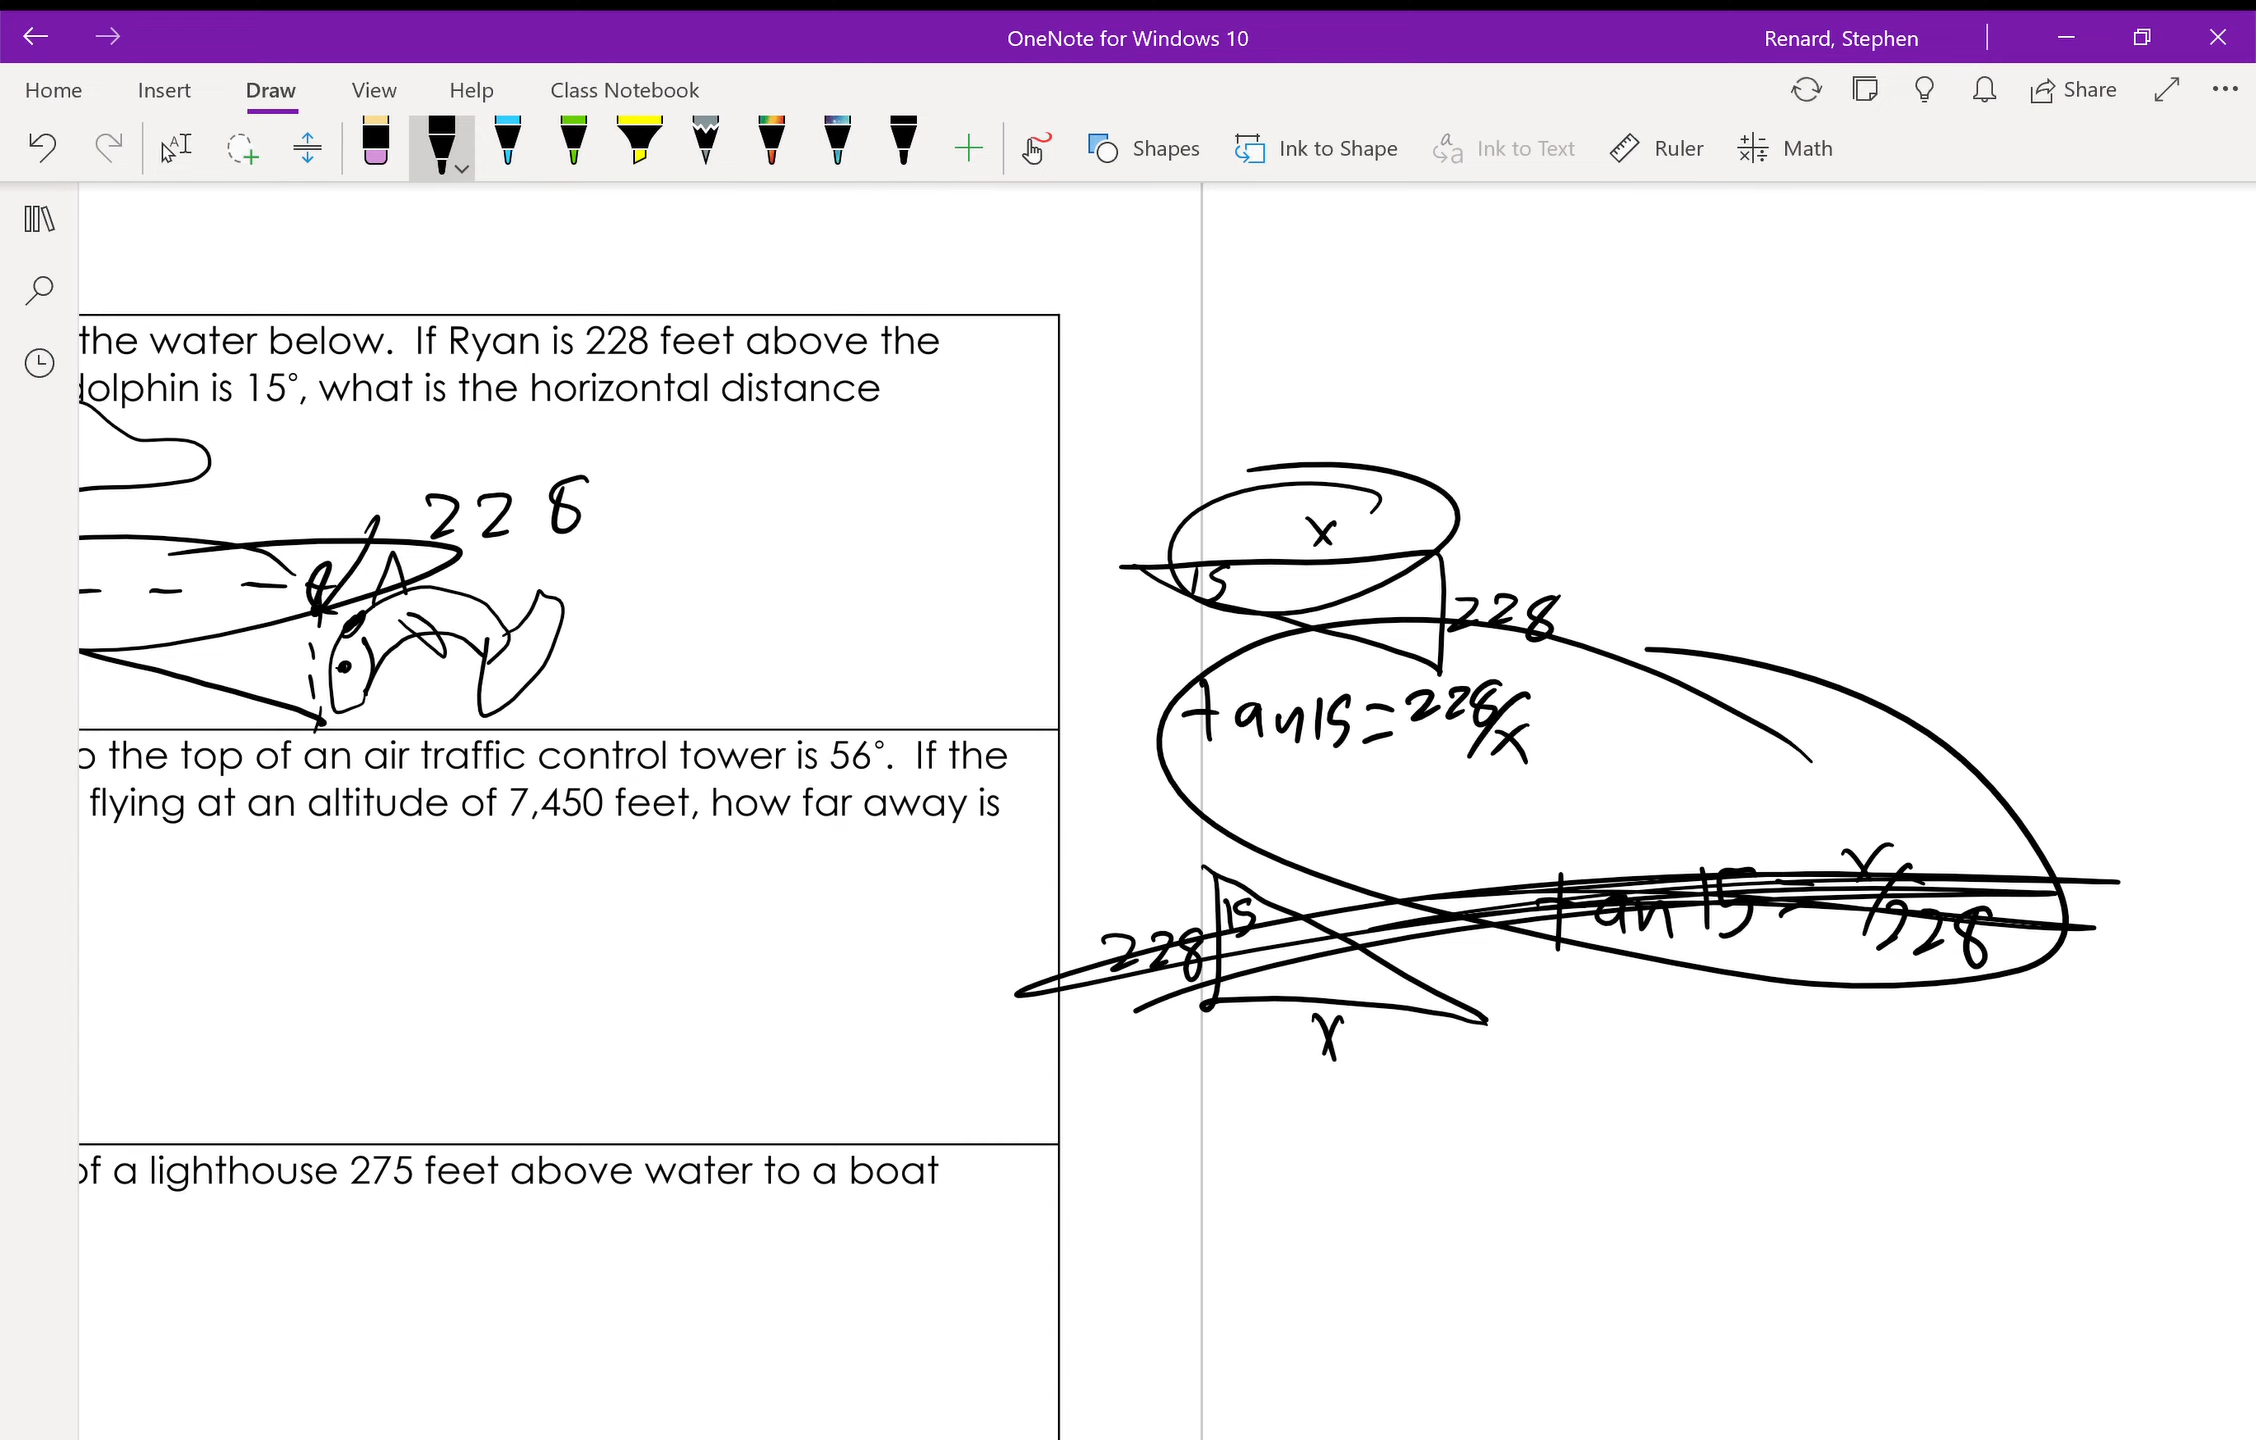 OneNote for Windows 10
Renard, Stephen
Home Insert Draw View Help Class Notebook
Share
Shapes Ink to Shape Ink to Text Ruler Math
the water below. If Ryan is 228 feet above the
dolphin is 15°, what is the horizontal distance
228
x
15
228
tan15=228/x
o the top of an air traffic control tower is 56°. If the
flying at an altitude of 7,450 feet, how far away is
15
228
tan 15 = x/228
x
of a lighthouse 275 feet above water to a boat